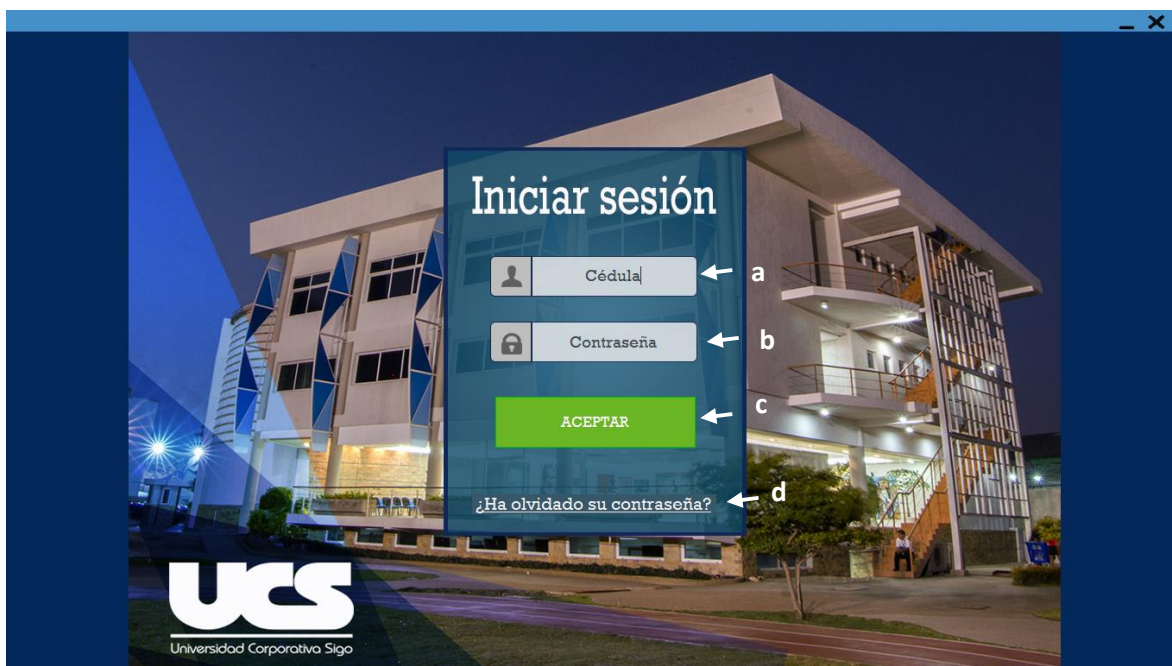 Iniciar sesión
Cédula
a
Contraseña
b
ACEPTAR
c
¿Ha olvidado su contraseña?
d
UCS
Universidad Corporativa Sigo